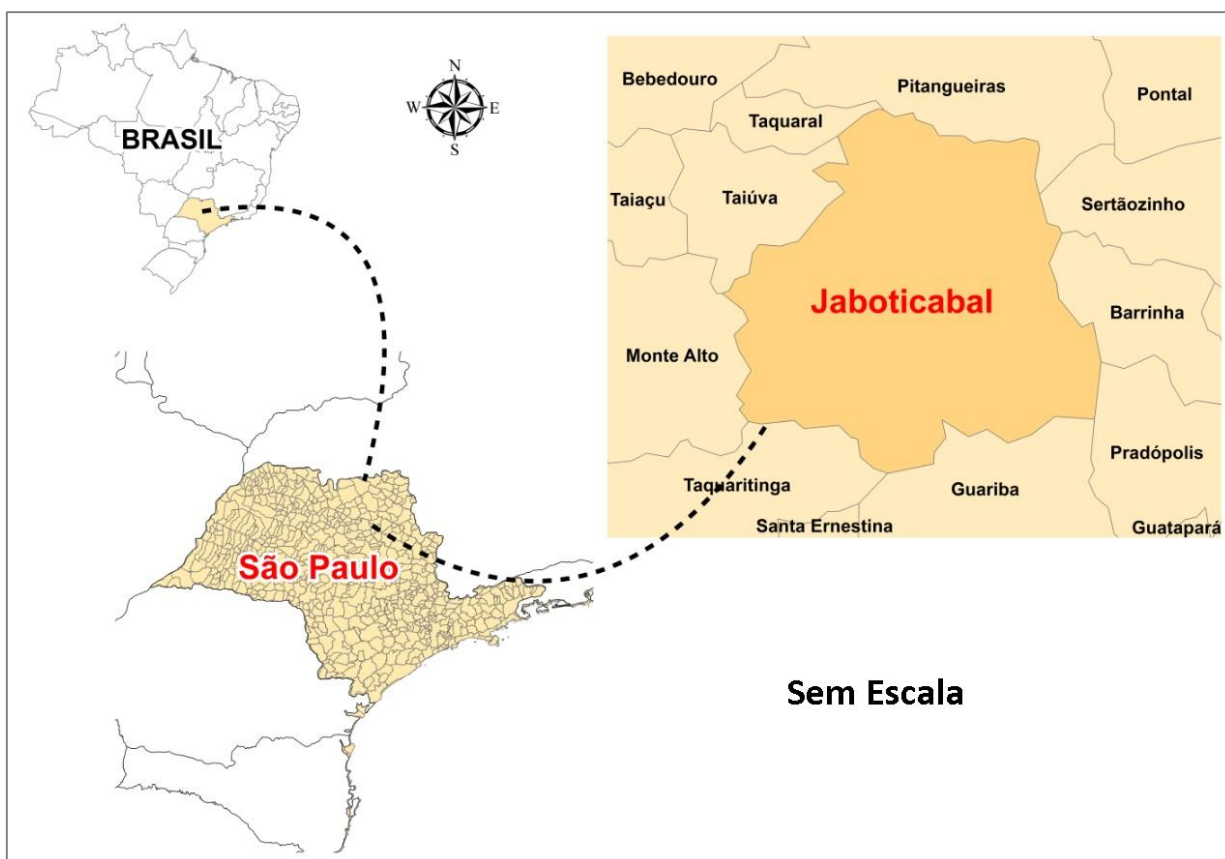 BRASIL
N
W E
S
Bebedouro
Pitangueiras
Pontal
Taquaral
Taiaçu
Taiúva
Sertãozinho
Jaboticabal
Barrinha
Monte Alto
Pradópolis
Taquaritinga
Guariba
Santa Ernestina
Guatapará
São Paulo
Sem Escala